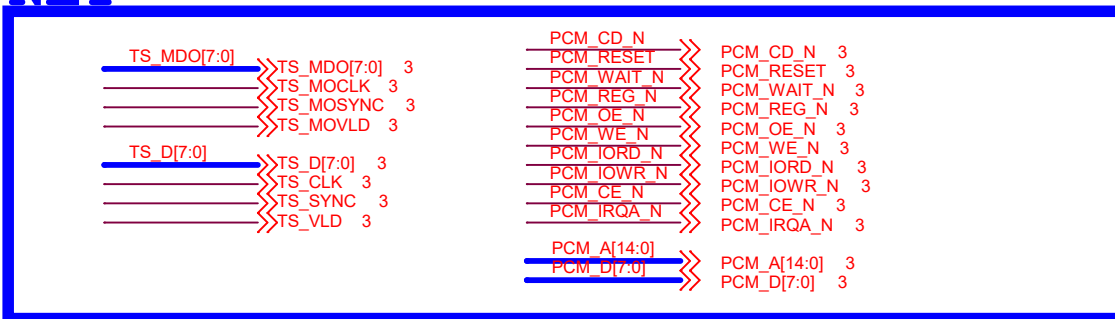 TS_MDO[7:0]
TS_MDO[7:0] 3
TS_MOCLK 3
TS_MOSYNC 3
TS_MOVLD 3
TS_D[7:0]
TS_D[7:0] 3
TS_CLK 3
TS_SYNC 3
TS_VLD 3
PCM_CD_N
PCM_RESET
PCM_WAIT_N
PCM_REG_N
PCM_OE_N
PCM_WE_N
PCM_IORD_N
PCM_IOWR_N
PCM_CE_N
PCM_IRQA_N
PCM_A[14:0]
PCM_D[7:0]
PCM_CD_N 3
PCM_RESET 3
PCM_WAIT_N 3
PCM_REG_N 3
PCM_OE_N 3
PCM_WE_N 3
PCM_IORD_N 3
PCM_IOWR_N 3
PCM_CE_N 3
PCM_IRQA_N 3
PCM_A[14:0] 3
PCM_D[7:0] 3